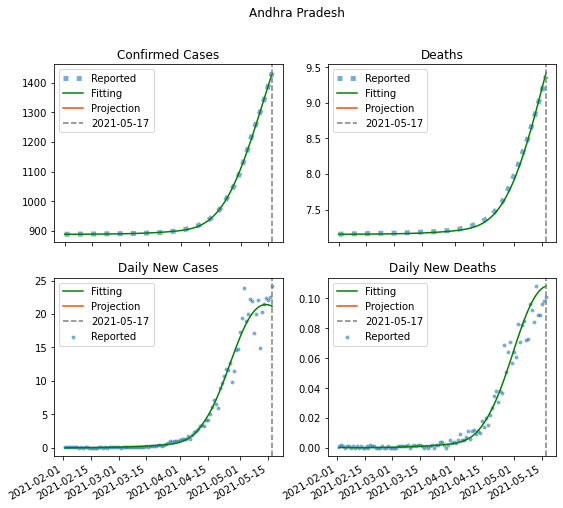 Andhra Pradesh
Confirmed Cases
Reported
Fitting
Projection
2021-05-17
1400
1300
1200
1100
1000
900
Deaths
Reported
Fitting
Projection
2021-05-17
9.5
9.0
8.5
8.0
7.5
Daily New Cases
Fitting
Projection
2021-05-17
Reported
25
20
15
10
5
0
2021-02-01
2021-02-15
2021-03-01
2021-03-15
2021-04-01
2021-04-15
2021-05-01
2021-05-15
Daily New Deaths
Fitting
Projection
2021-05-17
Reported
0.10
0.08
0.06
0.04
0.02
0.00
2021-02-01
2021-02-15
2021-03-01
2021-03-15
2021-04-01
2021-04-15
2021-05-01
2021-05-15